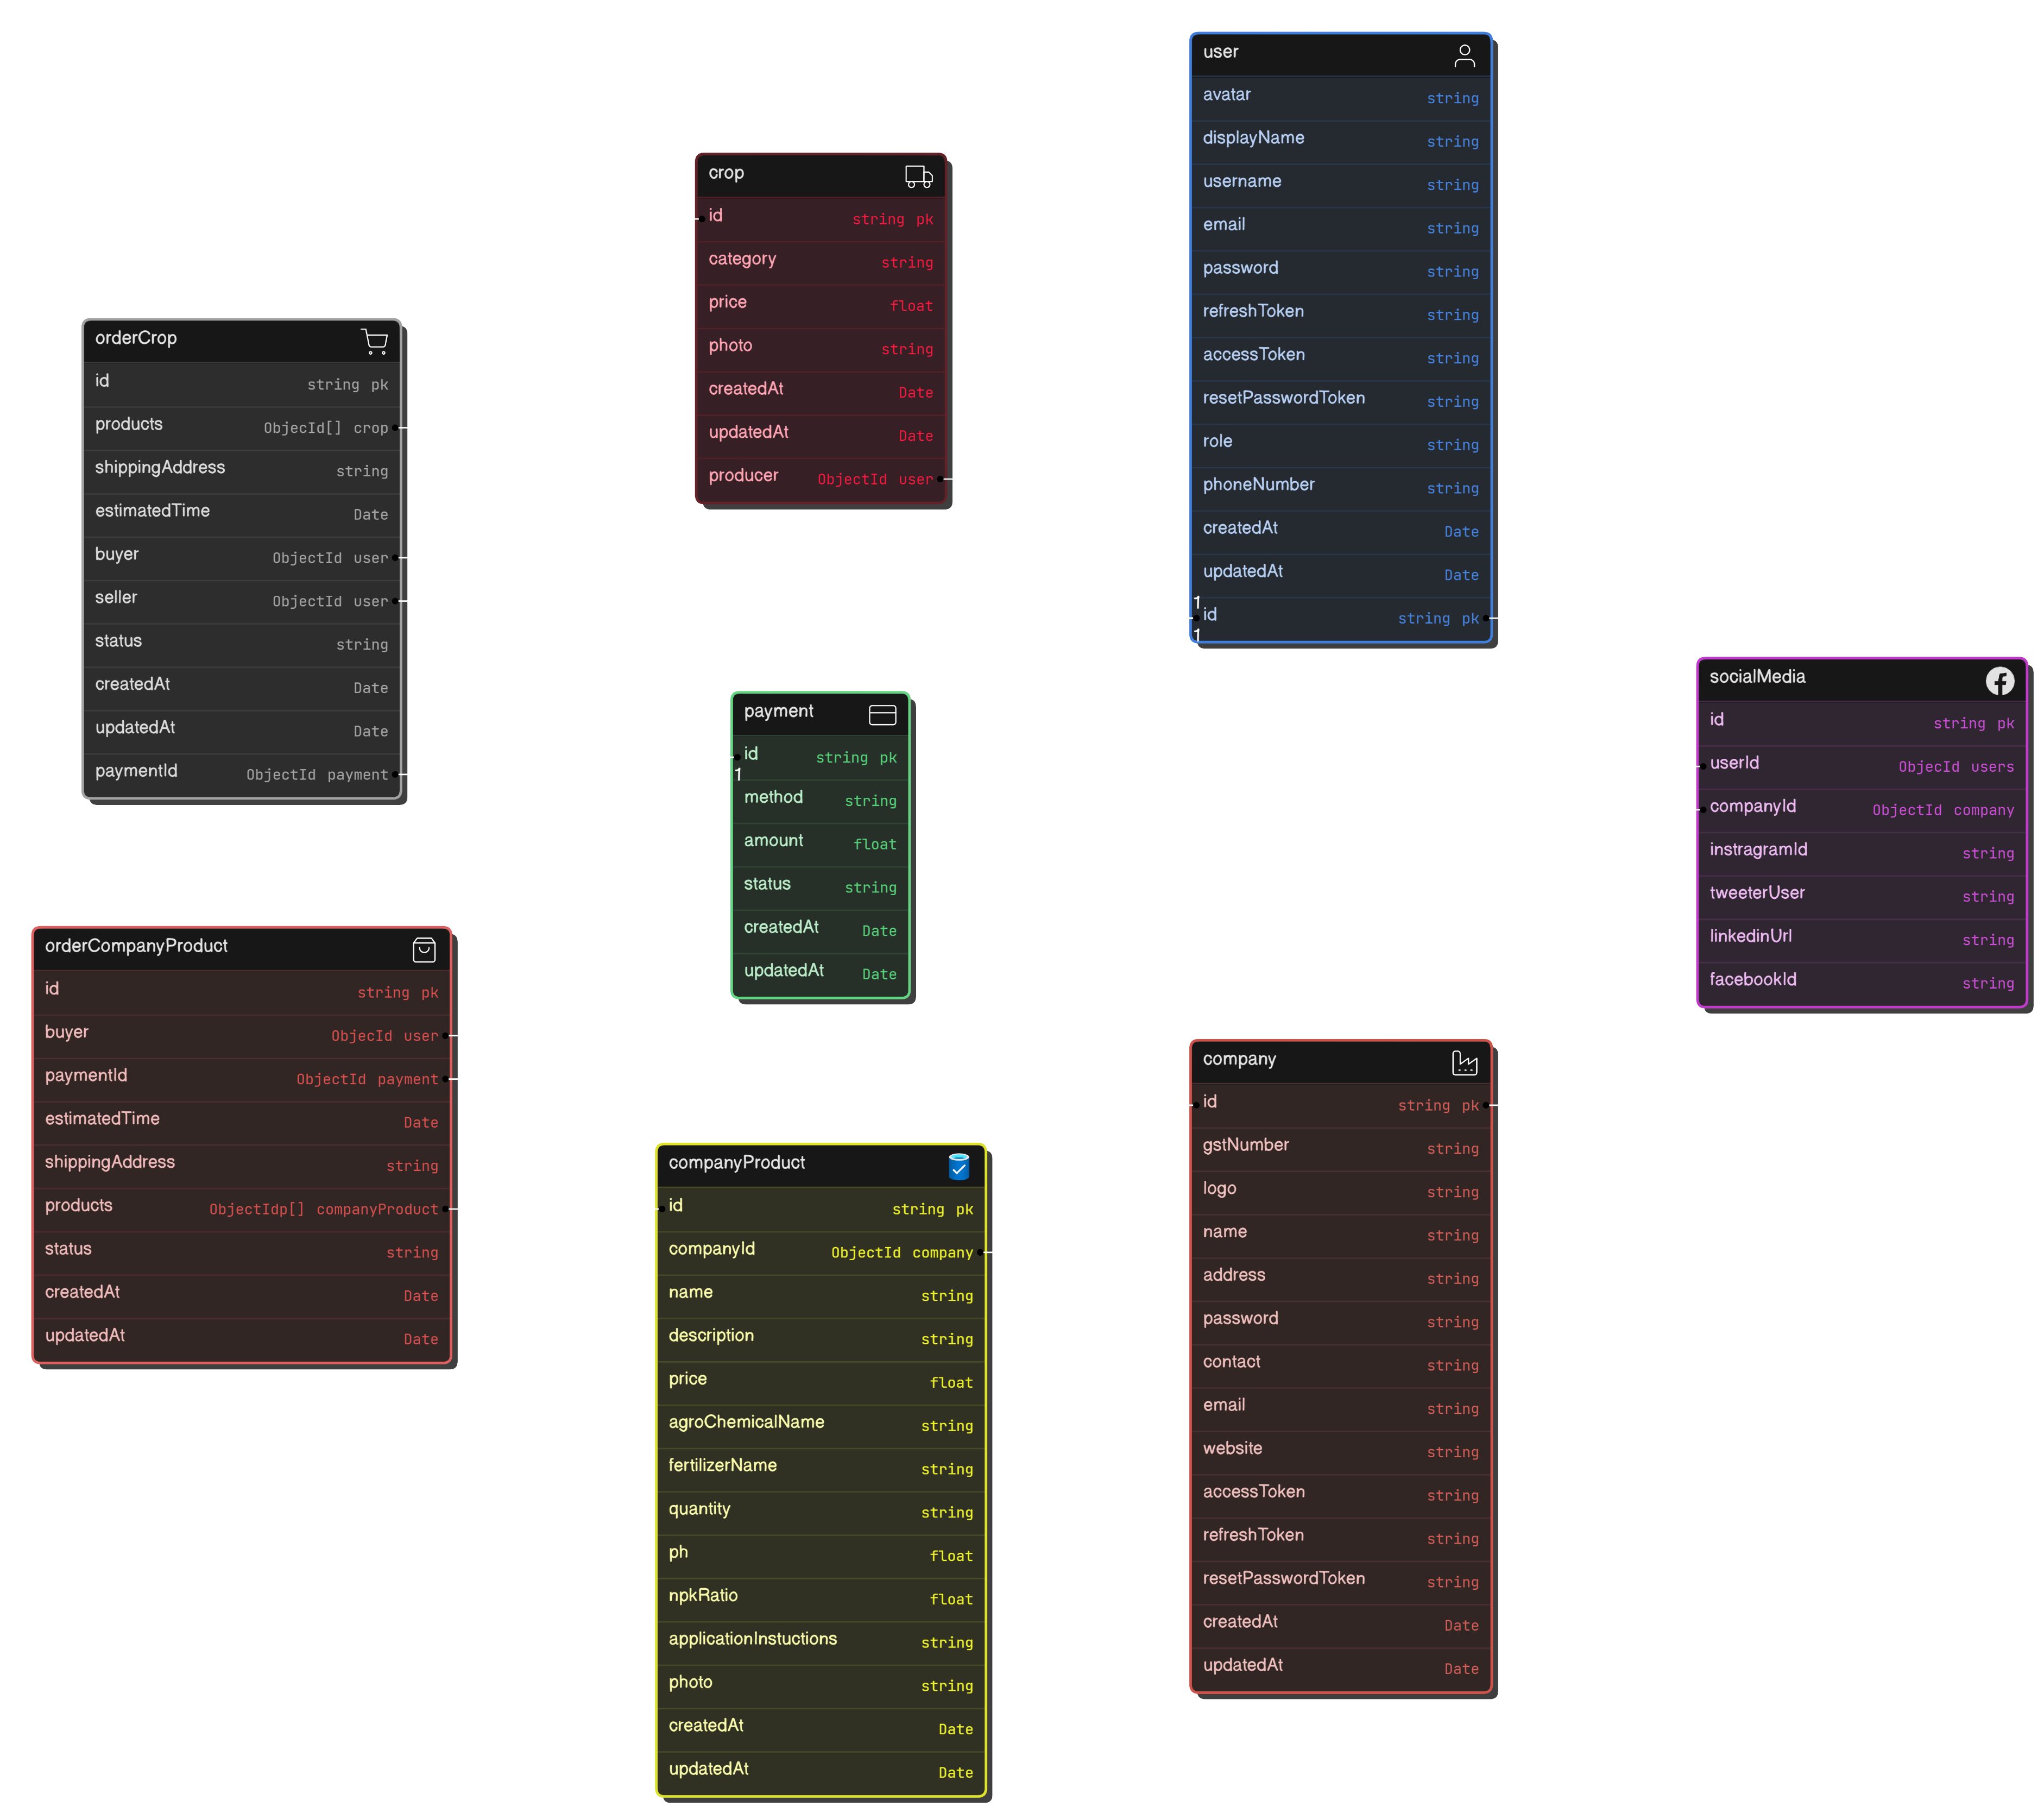 user
avatar string
displayName string
username string
email string
password string
refreshToken string
accessToken string
resetPasswordToken string
role string
phoneNumber string
createdAt Date
updatedAt Date
1
id string pk
1
crop
id string pk
category string
price float
photo string
createdAt Date
updatedAt Date
producer ObjectId user
orderCrop
id string pk
products ObjecId[] crop
shippingAddress string
estimatedTime Date
buyer ObjectId user
seller ObjectId user
status string
createdAt Date
updatedAt Date
paymentId ObjectId payment
payment
id string pk
1
method string
amount float
status string
createdAt Date
updatedAt Date
socialMedia
id string pk
userId ObjecId users
companyId ObjectId company
instragramId string
tweeterUser string
linkedinUrl string
facebookId string
orderCompanyProduct
id string pk
buyer ObjecId user
paymentId ObjectId payment
estimatedTime Date
shippingAddress string
products ObjectIdp[] companyProduct
status string
createdAt Date
updatedAt Date
companyProduct
id string pk
companyId ObjectId company
name string
description string
price float
agroChemicalName string
fertilizerName string
quantity string
ph float
npkRatio float
applicationInstuctions string
photo string
createdAt Date
updatedAt Date
company
id string pk
gstNumber string
logo string
name string
address string
password string
contact string
email string
website string
accessToken string
refreshToken string
resetPasswordToken string
createdAt Date
updatedAt Date